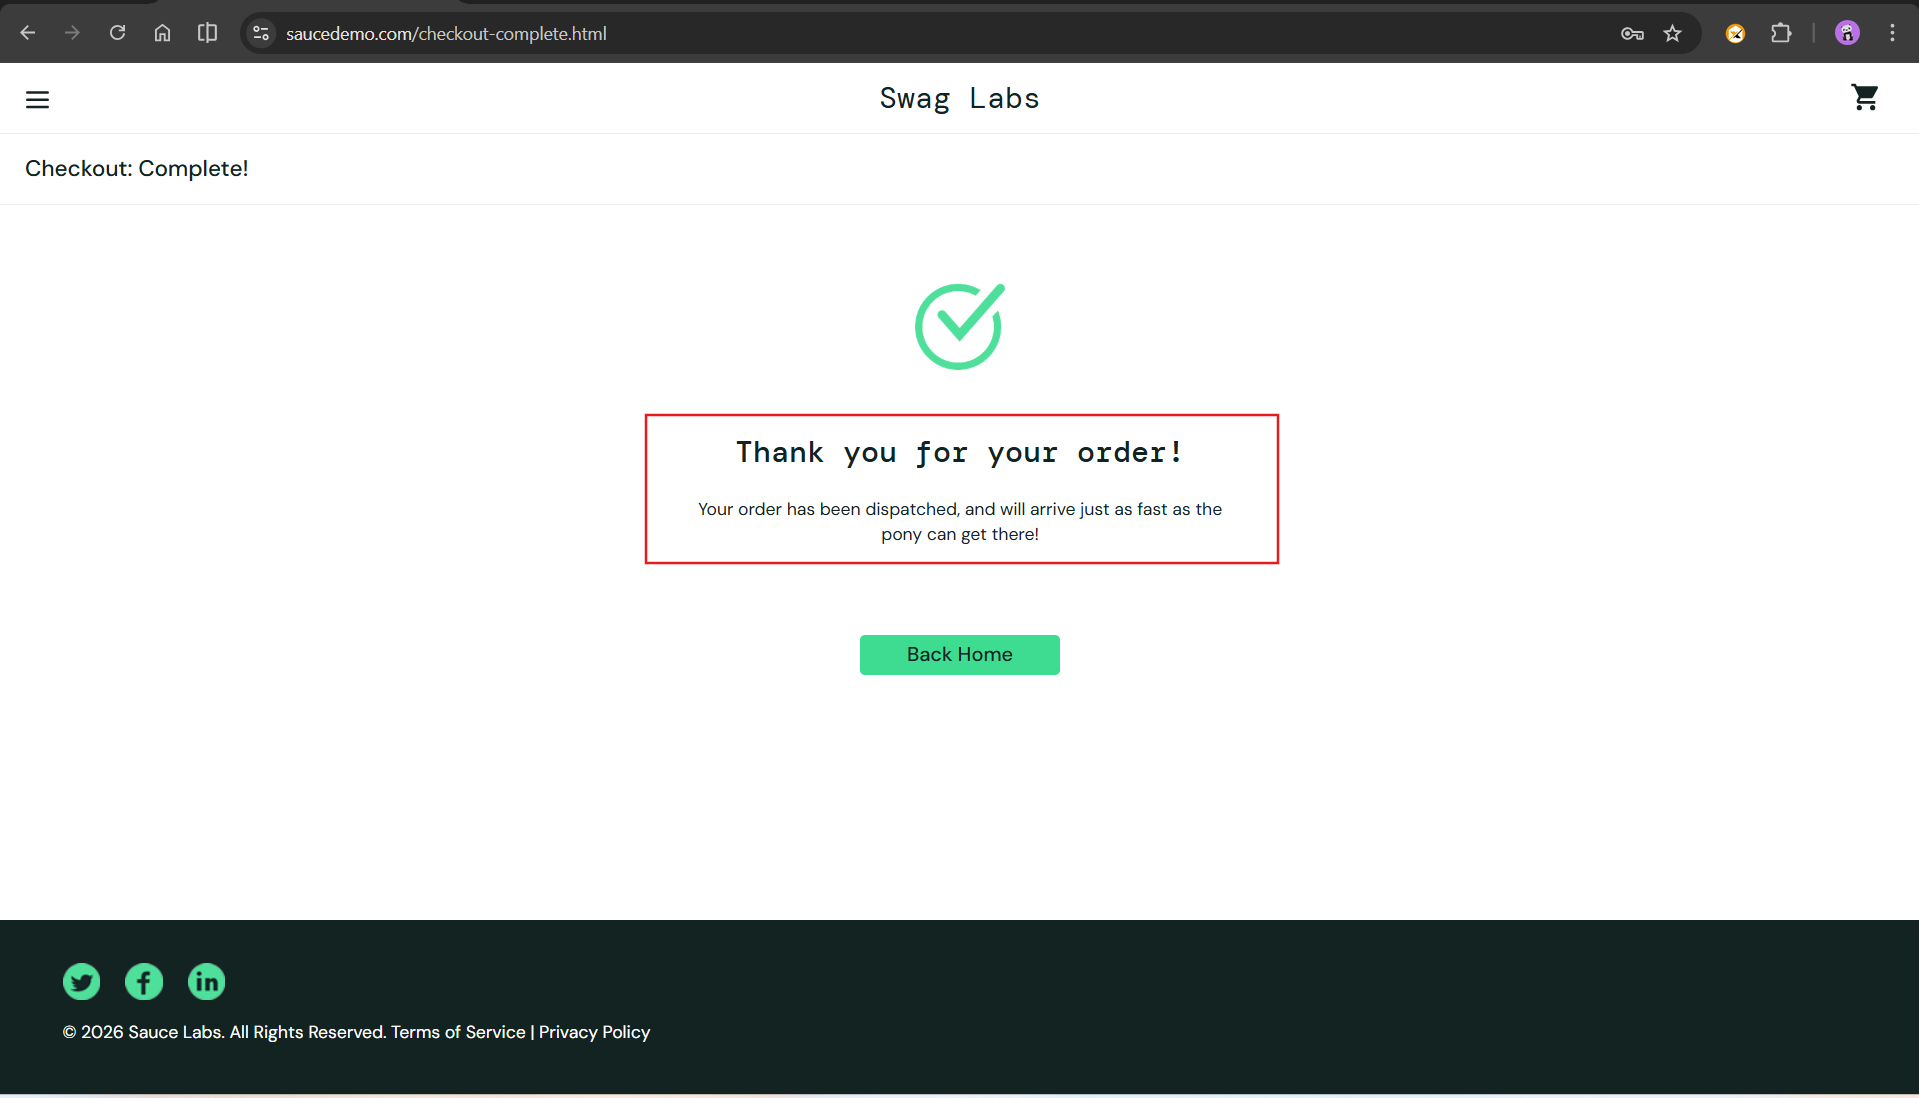 saucedemo.com/checkout-complete.html
Swag Labs
Checkout: Complete!
Thank you for your order!
Your order has been dispatched, and will arrive just as fast as the
pony can get there!
Back Home
© 2026 Sauce Labs. All Rights Reserved. Terms of Service | Privacy Policy